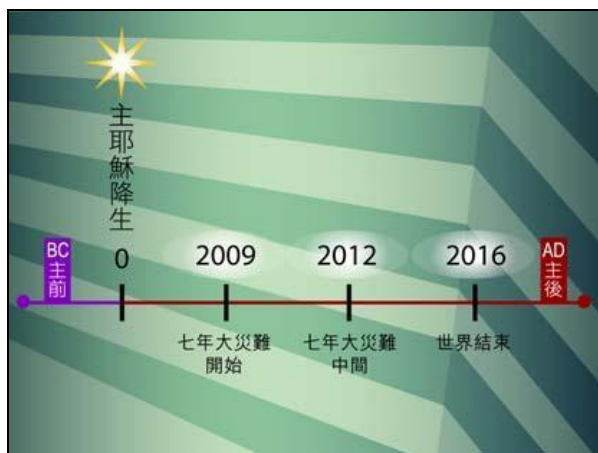 主耶穌降生
BC
主前
0
2009
2012
2016
AD
主後
七年大災難
開始
七年大災難
中間
世界結束